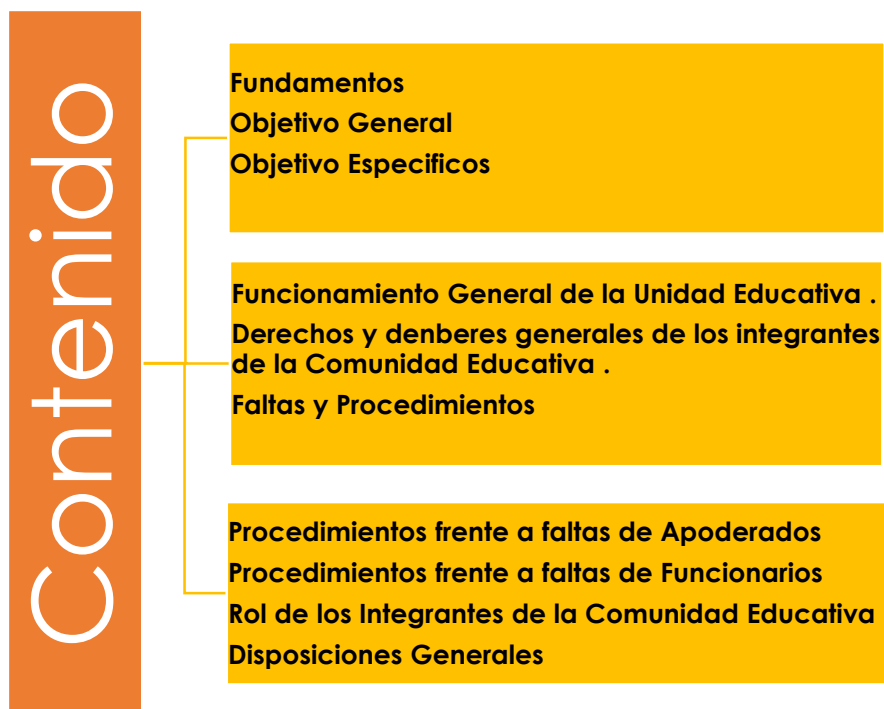 Contenido
Fundamentos
Objetivo General
Objetivo Especificos
Funcionamiento General de la Unidad Educativa .
Derechos y denberes generales de los integrantes
de la Comunidad Educativa .
Faltas y Procedimientos
Procedimientos frente a faltas de Apoderados
Procedimientos frente a faltas de Funcionarios
Rol de los Integrantes de la Comunidad Educativa
Disposiciones Generales